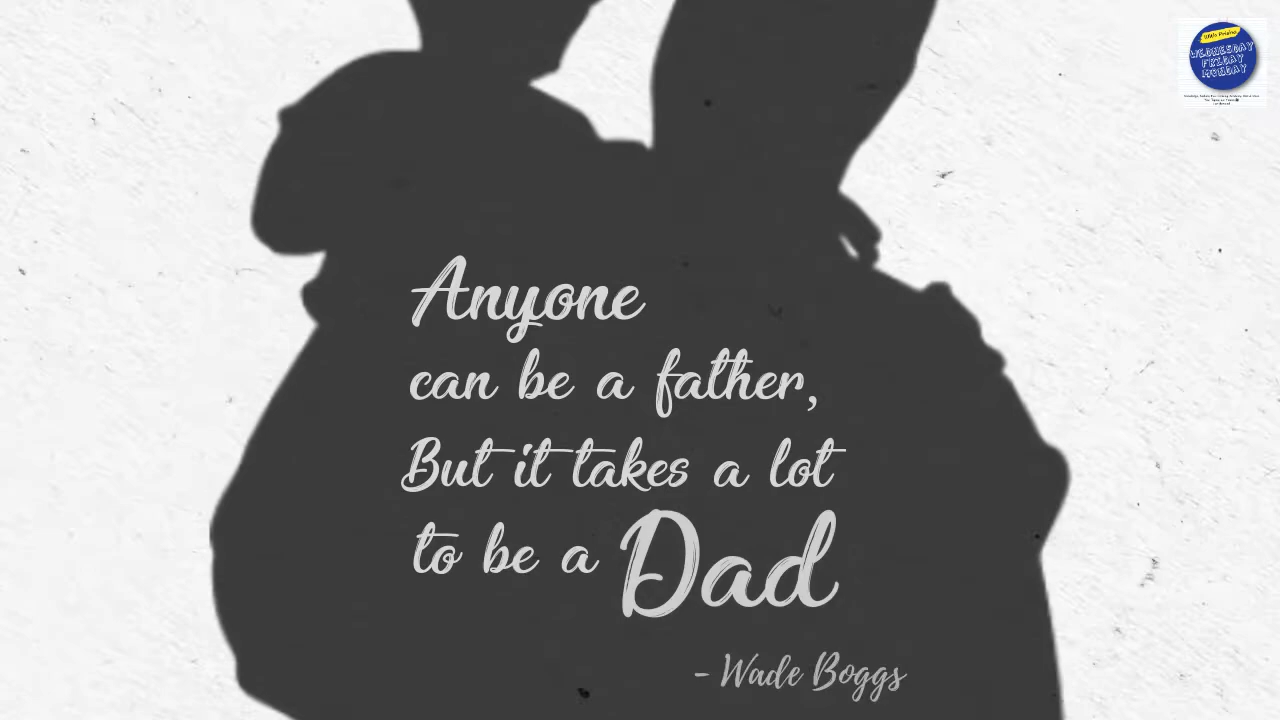 Anyone
can be a father,
But it takes a lot
to be a Dad
- Wade Boggs
WEDNESDAY
FRIDAY
MONDAY